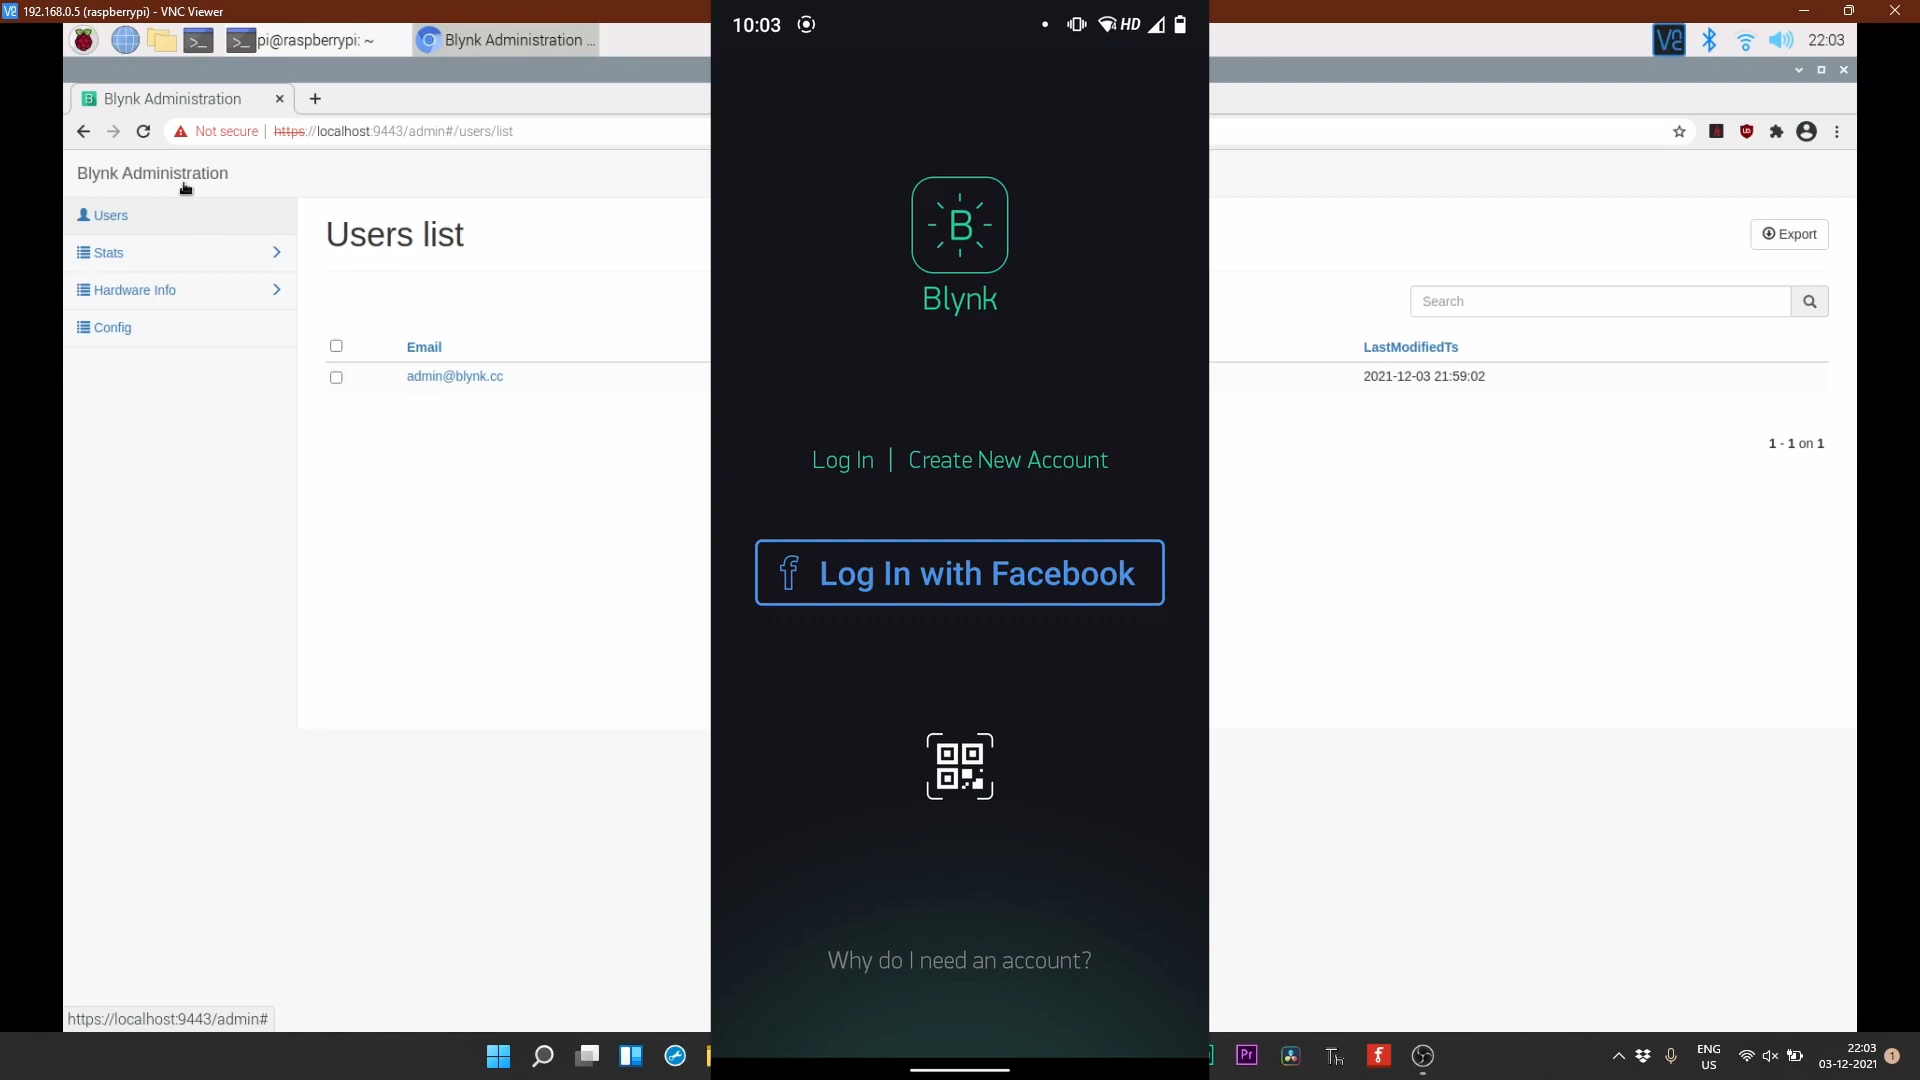 192.168.0.5 (raspberrypi) - VNC Viewer
pi@raspberrypi: ~
Blynk Administration ...
22:03
Blynk Administration
Not secure | https://localhost:9443/admin#/users/list
Blynk Administration
Users
Stats
Hardware Info
Config
Users list
Export
Search
Email
LastModifiedTs
admin@blynk.cc
2021-12-03 21:59:02
1 - 1 on 1
https://localhost:9443/admin#
10:03
HD
B
Blynk
Log In | Create New Account
f Log In with Facebook
Why do I need an account?
Pr
Th
f
ENG
US
22:03
03-12-2021
1